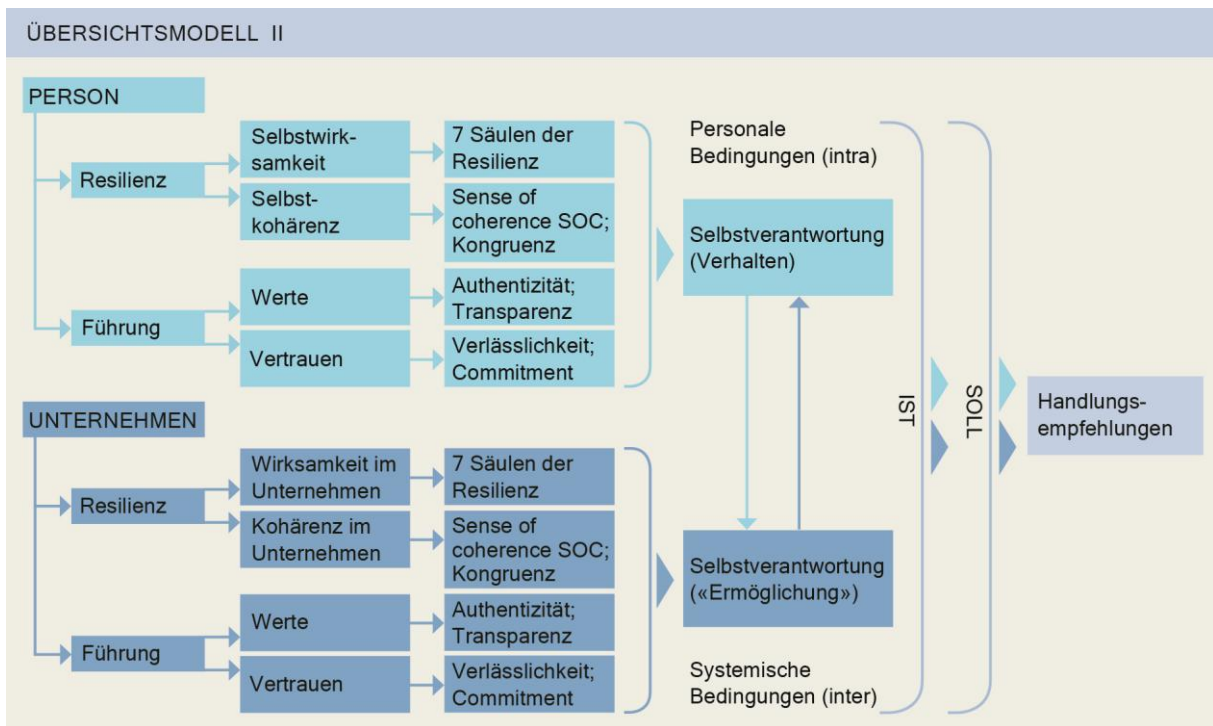 ÜBERSICHTSMODELL II
PERSON
Resilienz
Selbstwirk-
samkeit
7 Säulen der
Resilienz
Selbst-
kohärenz
Sense of
coherence SOC;
Kongruenz
Führung
Werte
Authentizität;
Transparenz
Vertrauen
Verlässlichkeit;
Commitment
Personale
Bedingungen (intra)
Selbstverantwortung
(Verhalten)
UNTERNEHMEN
Resilienz
Wirksamkeit im
Unternehmen
7 Säulen der
Resilienz
Kohärenz im
Unternehmen
Sense of
coherence SOC;
Kongruenz
Führung
Werte
Authentizität;
Transparenz
Vertrauen
Verlässlichkeit;
Commitment
Selbstverantwortung
(«Ermöglichung»)
Systemische
Bedingungen (inter)
IST
SOLL
Handlungs-
empfehlungen